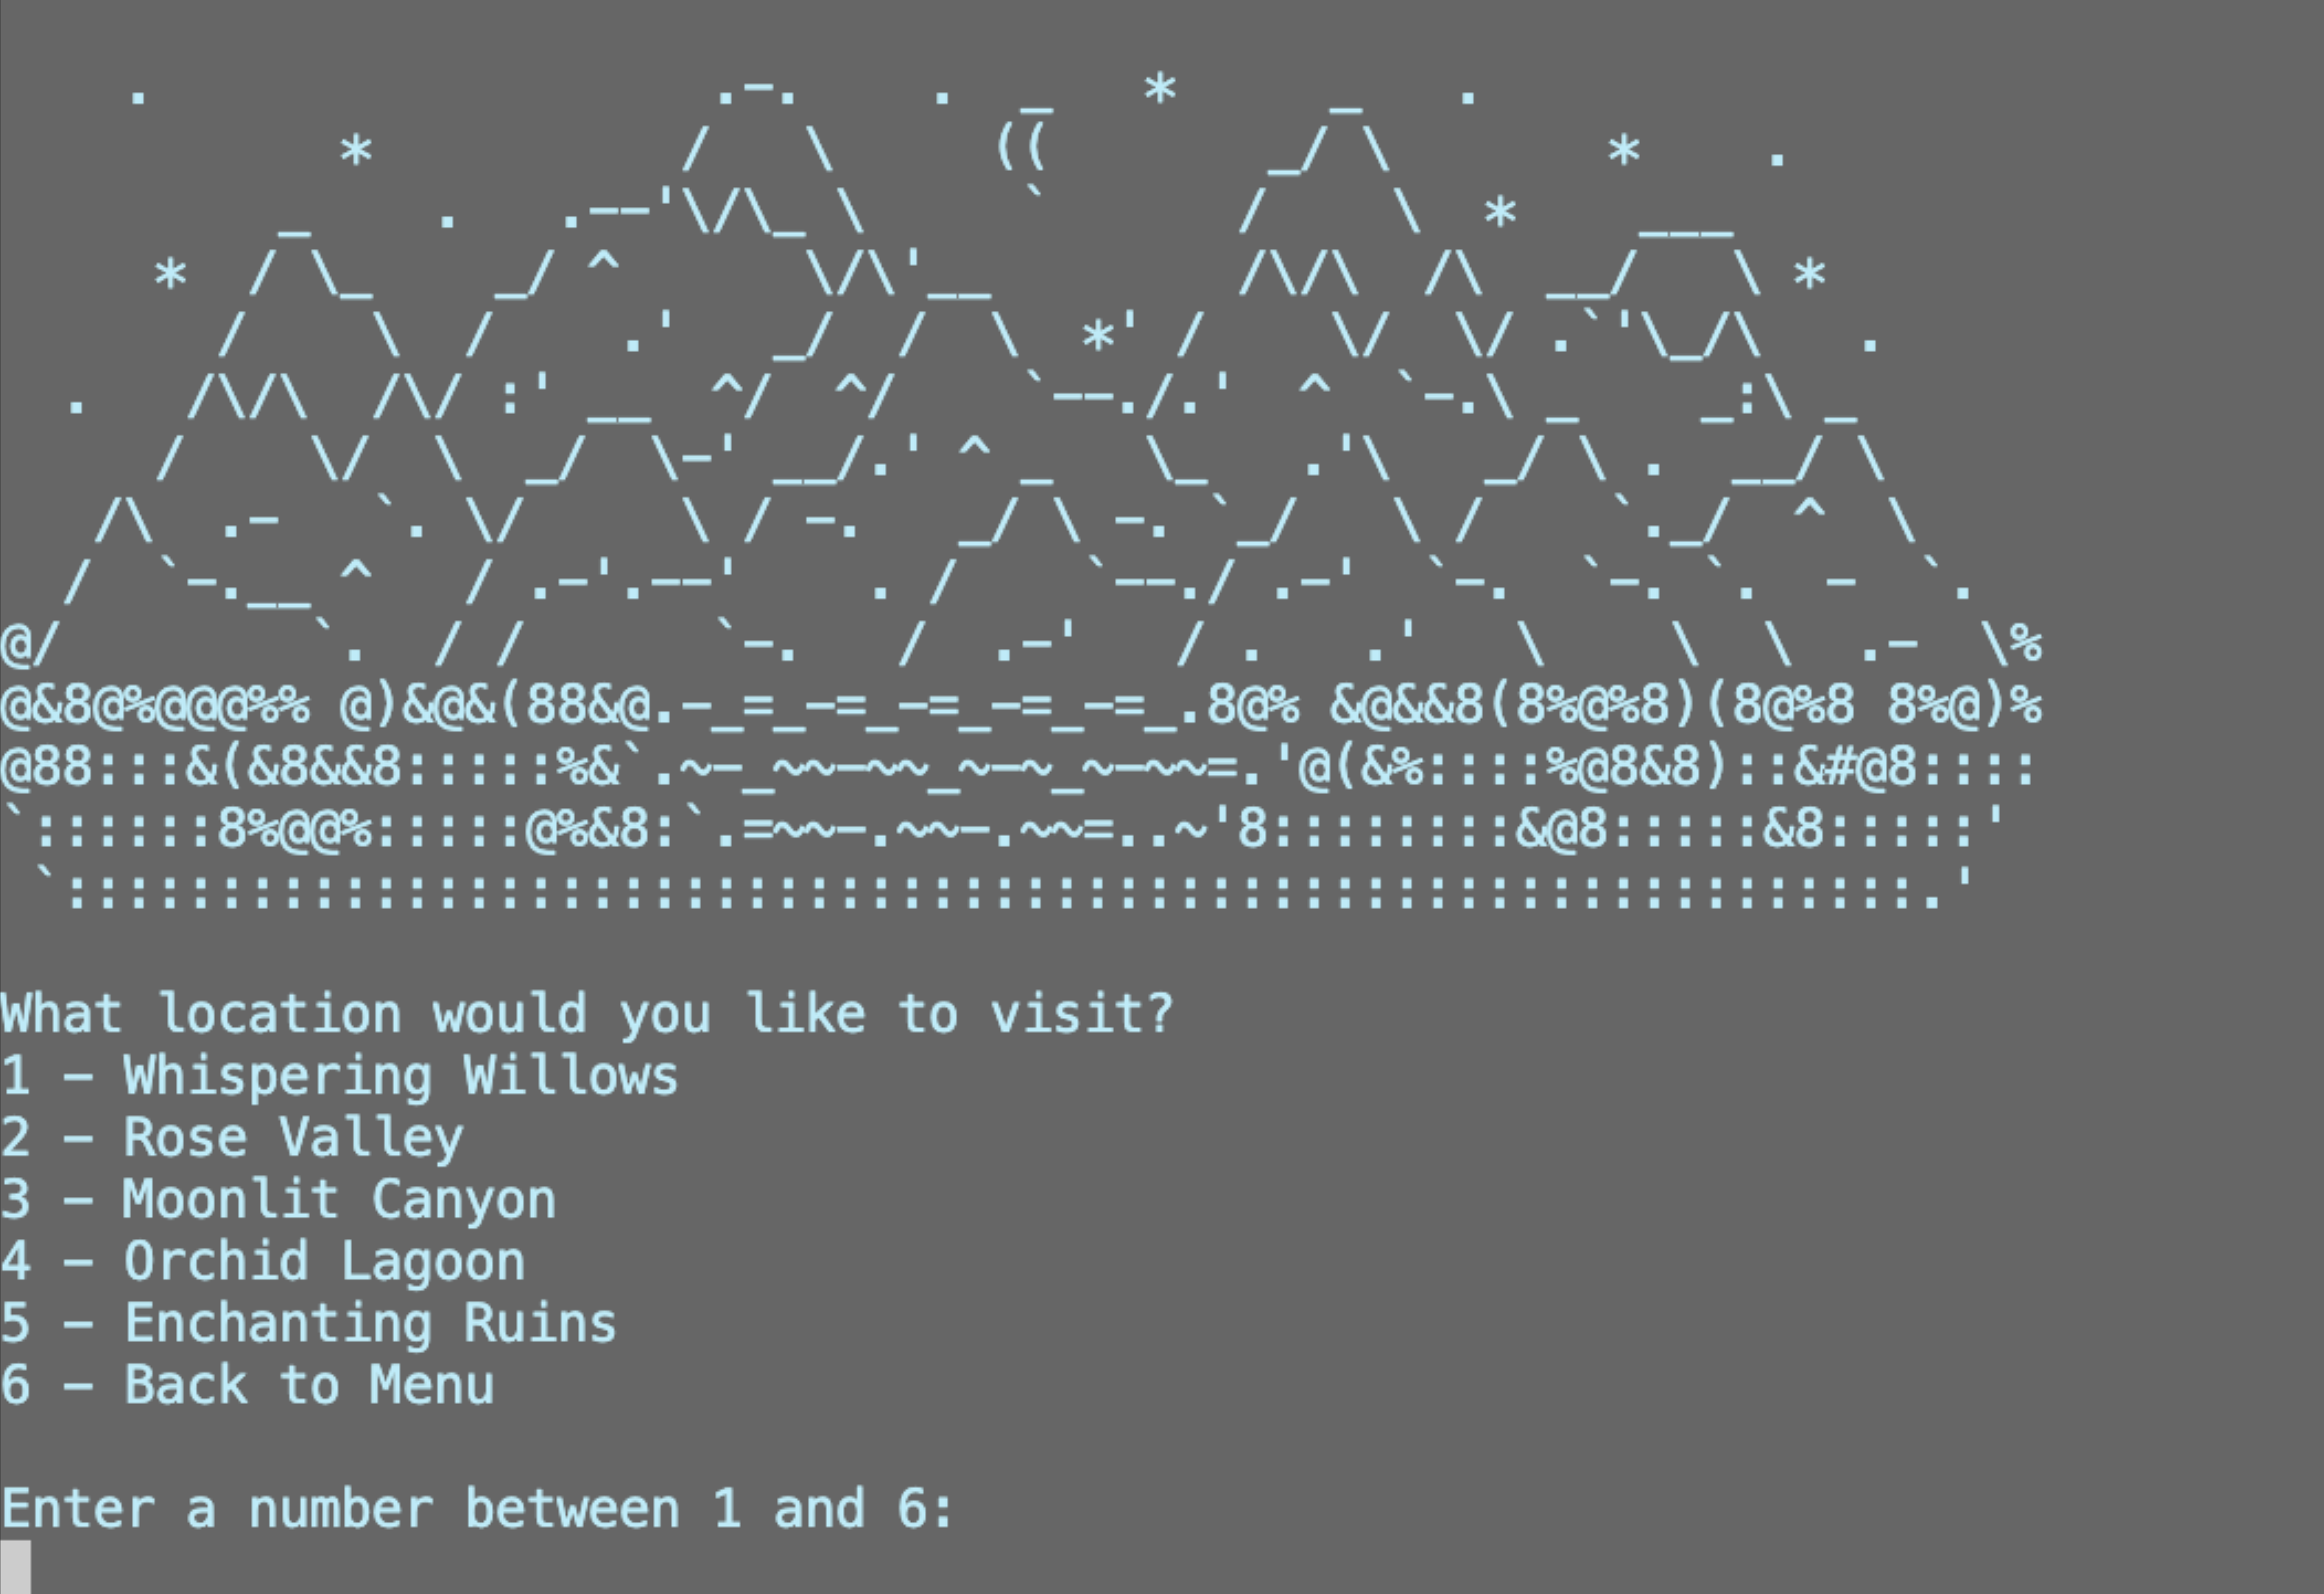 What location would you like to visit?
1 – Whispering Willows
2 – Rose Valley
3 – Moonlit Canyon
4 – Orchid Lagoon
5 – Enchanting Ruins
6 – Back to Menu
Enter a number between 1 and 6: